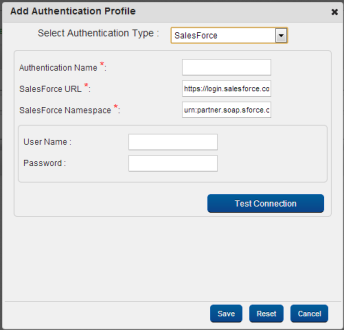 Add Authentication Profile
Select Authentication Type : SalesForce
Authentication Name *:
SalesForce URL *: https://login.salesforce.co
SalesForce Namespace *: urn:partner.soap.sforce.c
User Name :
Password :
Test Connection
Save Reset Cancel